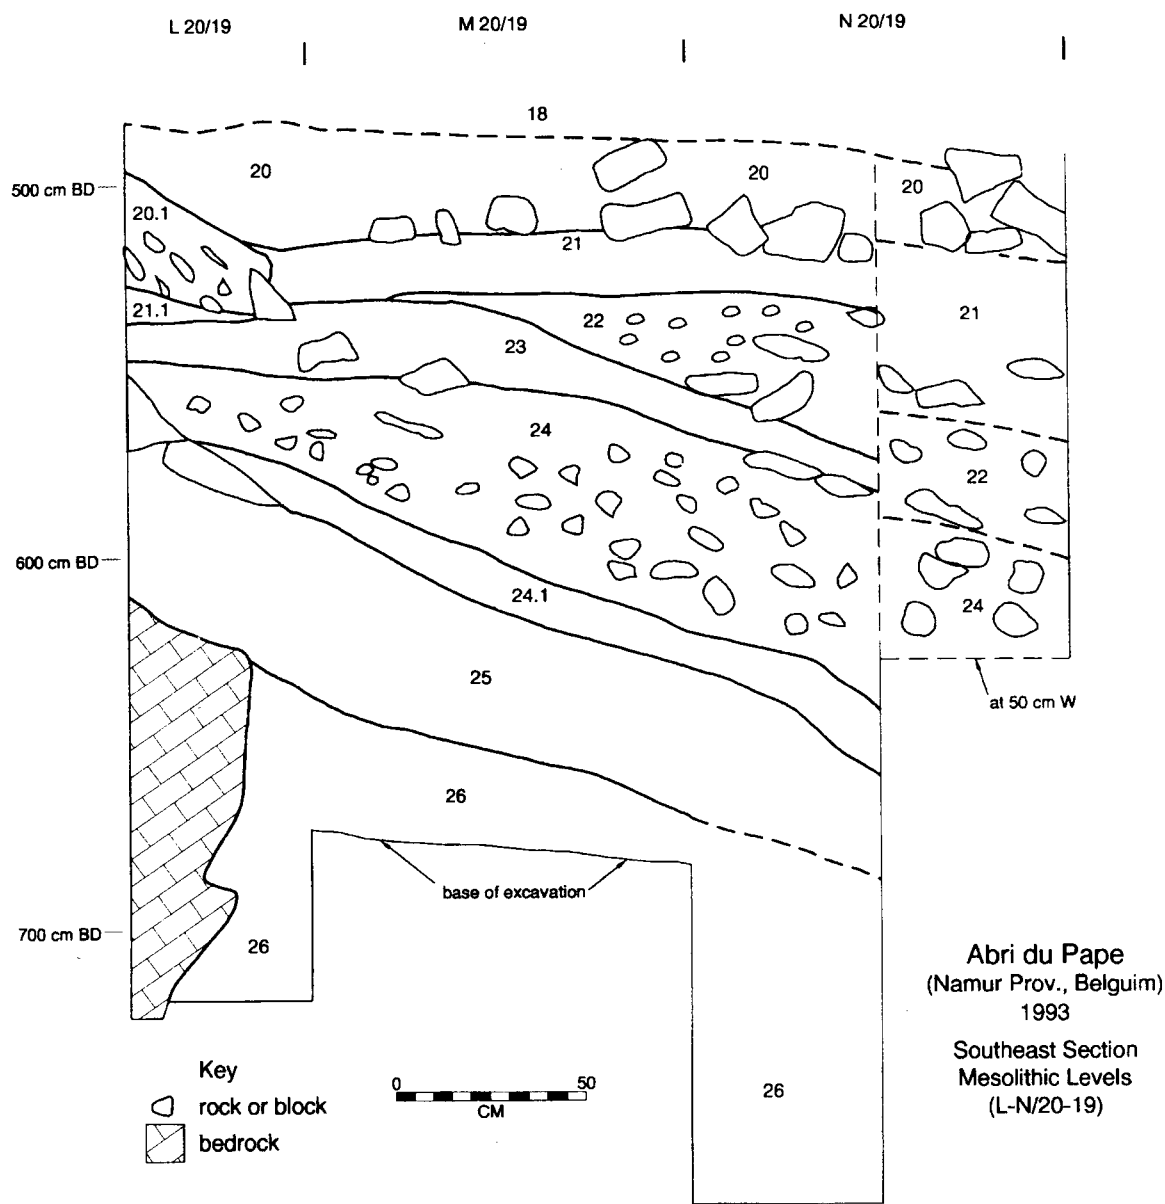 L 20/19 M 20/19 N 20/19
18
500 cm BD
20 20 20
20.1
21
21.1 22 21
23
24
22
600 cm BD
24.1 24
25
at 50 cm W
26
base of excavation
700 cm BD
26
Abri du Pape
(Namur Prov., Belguim)
1993
Southeast Section
Mesolithic Levels
(L-N/20-19)
Key
rock or block
bedrock
0 50
CM
26